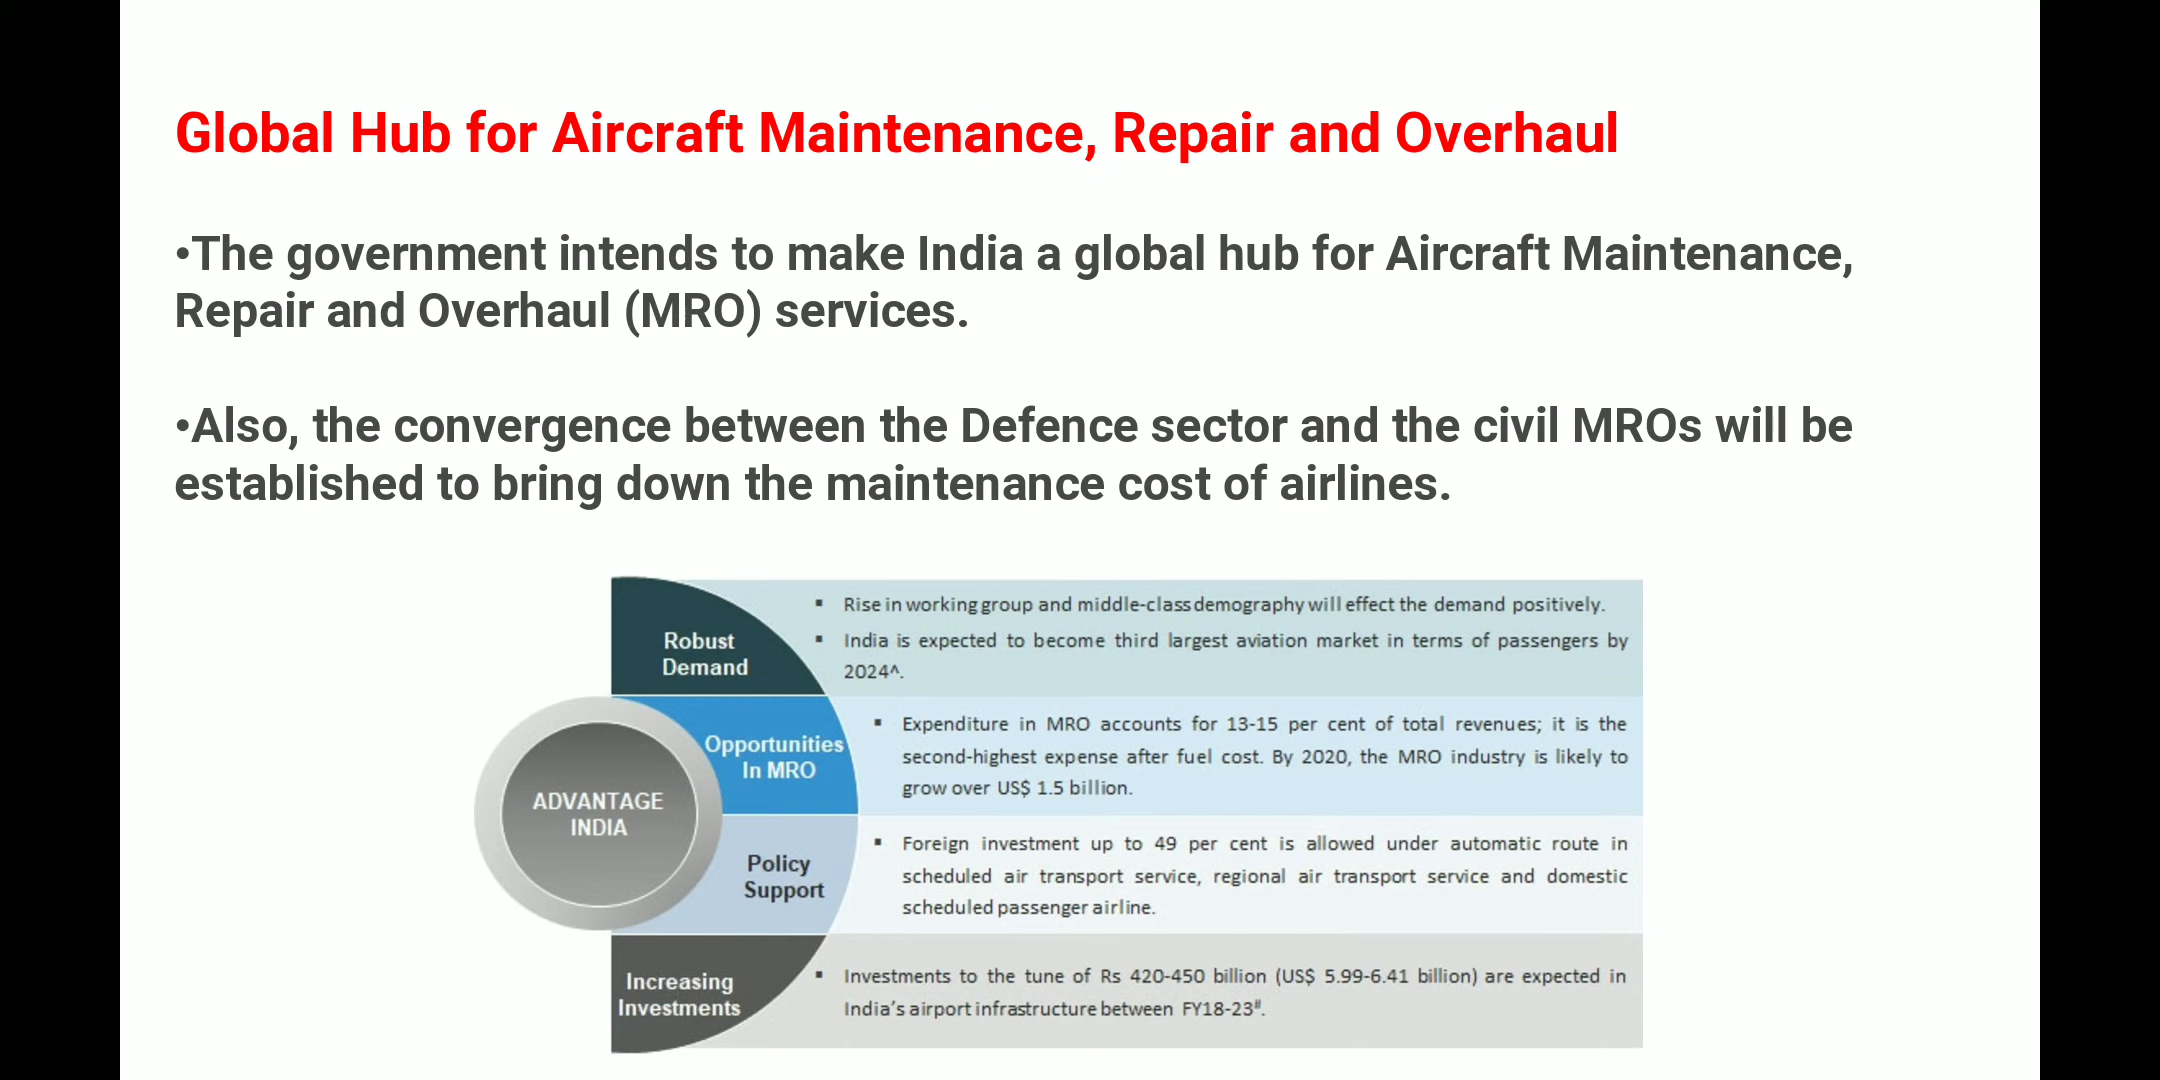 Global Hub for Aircraft Maintenance, Repair and Overhaul
•The government intends to make India a global hub for Aircraft Maintenance,
Repair and Overhaul (MRO) services.
•Also, the convergence between the Defence sector and the civil MROs will be
established to bring down the maintenance cost of airlines.
ADVANTAGE
INDIA
Robust
Demand
▪ Rise in working group and middle-class demography will effect the demand positively.
▪ India is expected to become third largest aviation market in terms of passengers by
2024^.
Opportunities
In MRO
▪ Expenditure in MRO accounts for 13-15 per cent of total revenues; it is the
second-highest expense after fuel cost. By 2020, the MRO industry is likely to
grow over US$ 1.5 billion.
Policy
Support
▪ Foreign investment up to 49 per cent is allowed under automatic route in
scheduled air transport service, regional air transport service and domestic
scheduled passenger airline.
Increasing
Investments
▪ Investments to the tune of Rs 420-450 billion (US$ 5.99-6.41 billion) are expected in
India's airport infrastructure between FY18-23#.